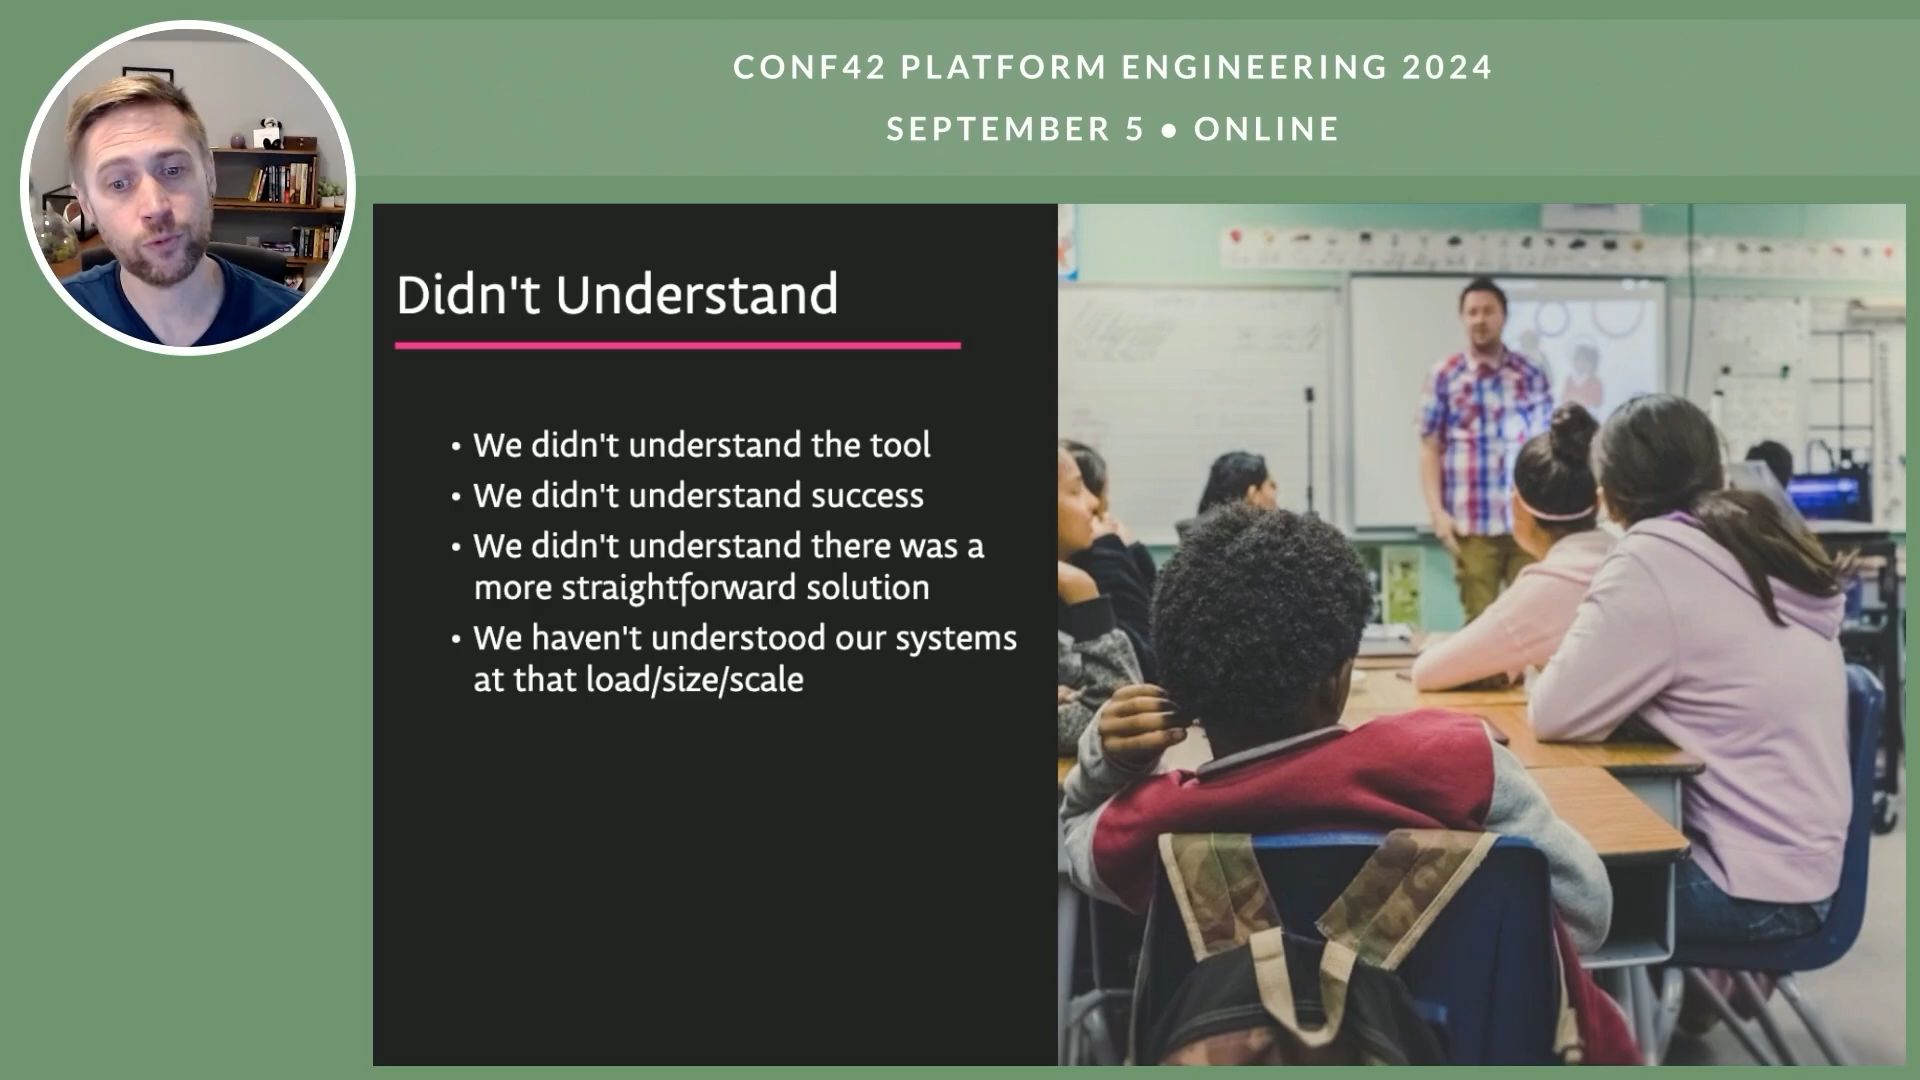 CONF42 PLATFORM ENGINEERING 2024
SEPTEMBER 5 • ONLINE
Didn't Understand
• We didn't understand the tool
• We didn't understand success
• We didn't understand there was a
more straightforward solution
• We haven't understood our systems
at that load/size/scale